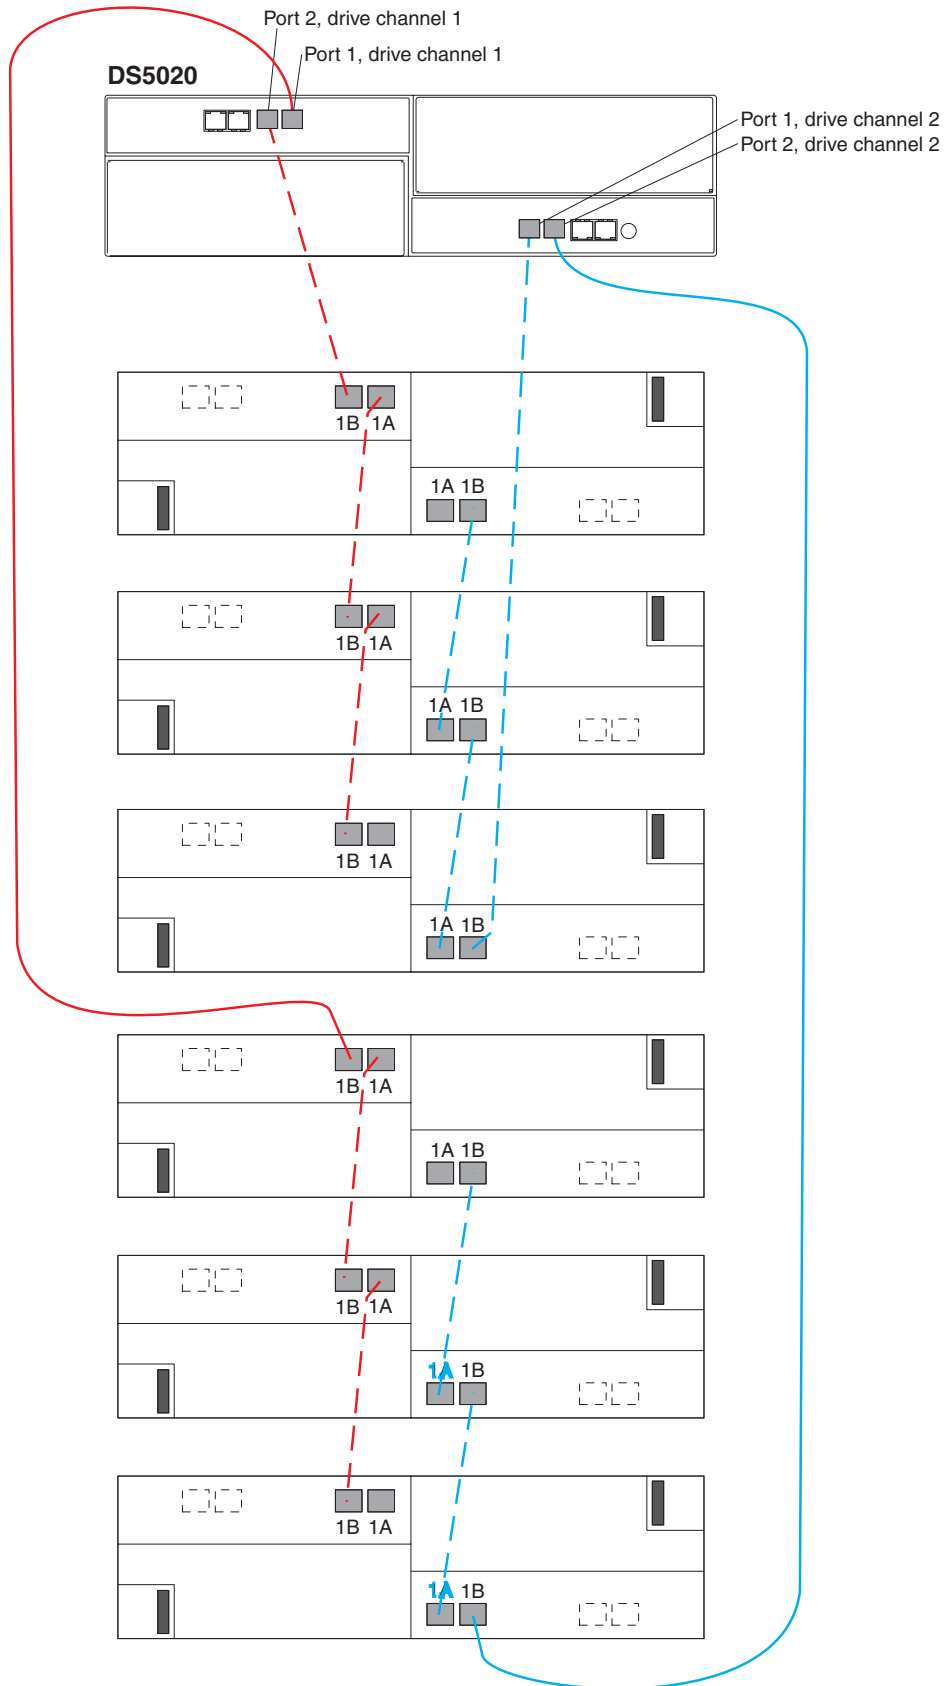 Port 2, drive channel 1
Port 1, drive channel 1
DS5020
Port 1, drive channel 2
Port 2, drive channel 2
1B 1A
1A 1B
1B 1A
1A 1B
1B 1A
1A 1B
1B 1A
1A 1B
1B 1A
1A 1B
1B 1A
1A 1B